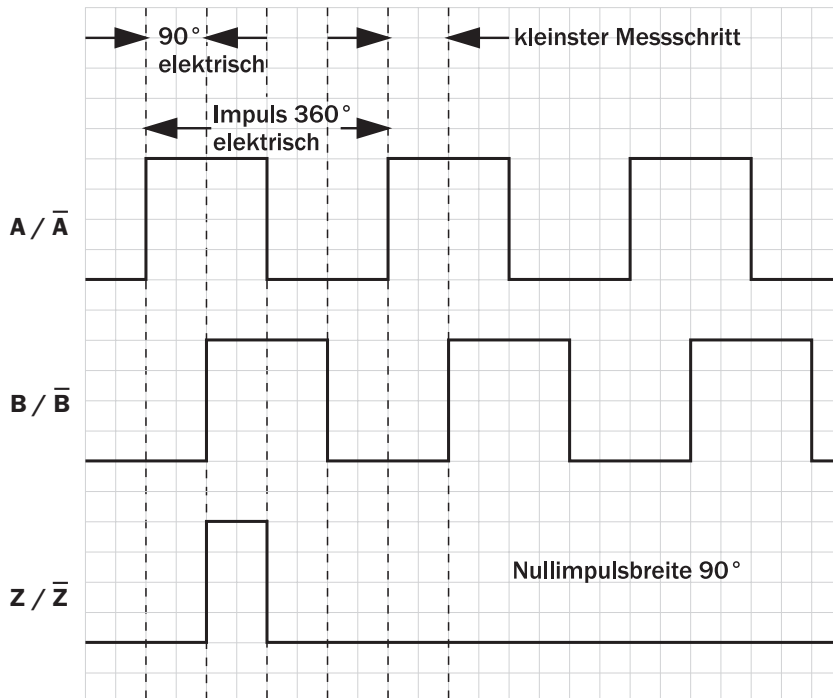 90°
elektrisch
kleinster Messschritt
Impuls 360°
elektrisch
A / A̅
B / B̅
Nullimpulsbreite 90°
Z / Z̅